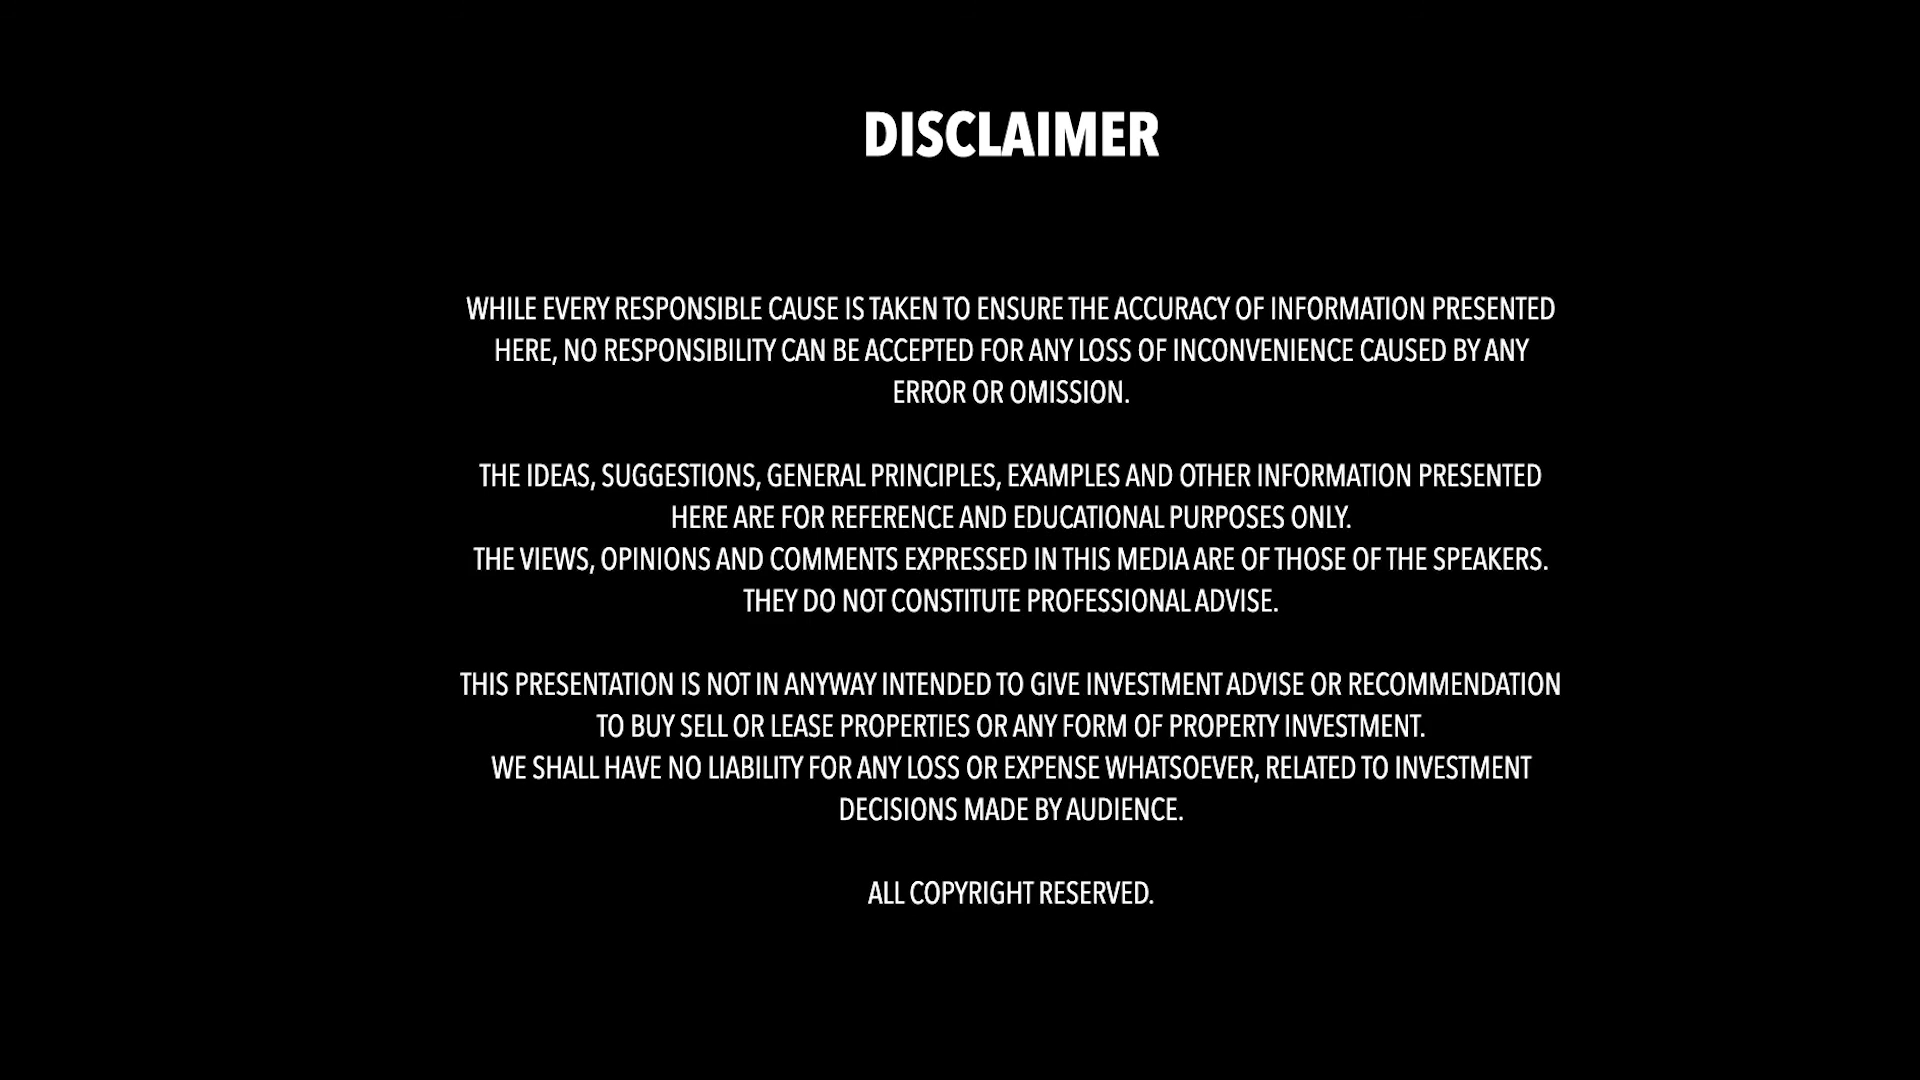 DISCLAIMER
WHILE EVERY RESPONSIBLE CAUSE IS TAKEN TO ENSURE THE ACCURACY OF INFORMATION PRESENTED
HERE, NO RESPONSIBILITY CAN BE ACCEPTED FOR ANY LOSS OF INCONVENIENCE CAUSED BY ANY
ERROR OR OMISSION.
THE IDEAS, SUGGESTIONS, GENERAL PRINCIPLES, EXAMPLES AND OTHER INFORMATION PRESENTED
HERE ARE FOR REFERENCE AND EDUCATIONAL PURPOSES ONLY.
THE VIEWS, OPINIONS AND COMMENTS EXPRESSED IN THIS MEDIA ARE OF THOSE OF THE SPEAKERS.
THEY DO NOT CONSTITUTE PROFESSIONAL ADVISE.
THIS PRESENTATION IS NOT IN ANYWAY INTENDED TO GIVE INVESTMENT ADVISE OR RECOMMENDATION
TO BUY SELL OR LEASE PROPERTIES OR ANY FORM OF PROPERTY INVESTMENT.
WE SHALL HAVE NO LIABILITY FOR ANY LOSS OR EXPENSE WHATSOEVER, RELATED TO INVESTMENT
DECISIONS MADE BY AUDIENCE.
ALL COPYRIGHT RESERVED.